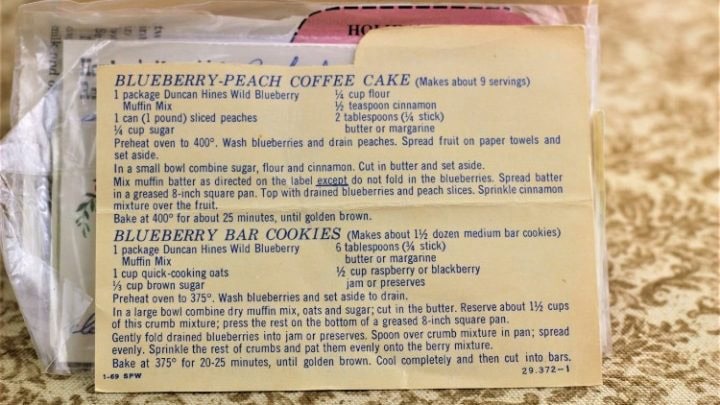 HOLI
BLUEBERRY-PEACH COFFEE CAKE (Makes about 9 servings)
1 package Duncan Hines Wild Blueberry
Muffin Mix
1 can (1 pound) sliced peaches
¼ cup sugar
¼ cup flour
½ teaspoon cinnamon
2 tablespoons (¼ stick)
butter or margarine
Preheat oven to 400°. Wash blueberries and drain peaches. Spread fruit on paper towels and
set aside.
In a small bowl combine sugar, flour and cinnamon. Cut in butter and set aside.
Mix muffin batter as directed on the label except do not fold in the blueberries. Spread batter
in a greased 8-inch square pan. Top with drained blueberries and peach slices. Sprinkle cinnamon
mixture over the fruit.
Bake at 400° for about 25 minutes, until golden brown.
BLUEBERRY BAR COOKIES (Makes about 1½ dozen medium bar cookies)
1 package Duncan Hines Wild Blueberry
Muffin Mix
1 cup quick-cooking oats
⅓ cup brown sugar
6 tablespoons (¾ stick)
butter or margarine
½ cup raspberry or blackberry
jam or preserves
Preheat oven to 375°. Wash blueberries and set aside to drain.
In a large bowl combine dry muffin mix, oats and sugar; cut in the butter. Reserve about 1½ cups
of this crumb mixture; press the rest on the bottom of a greased 8-inch square pan.
Gently fold drained blueberries into jam or preserves. Spoon over crumb mixture in pan; spread
evenly. Sprinkle the rest of crumbs and pat them evenly onto the berry mixture.
Bake at 375° for 20-25 minutes, until golden brown. Cool completely and then cut into bars.
1-69 SPW
29.372-1